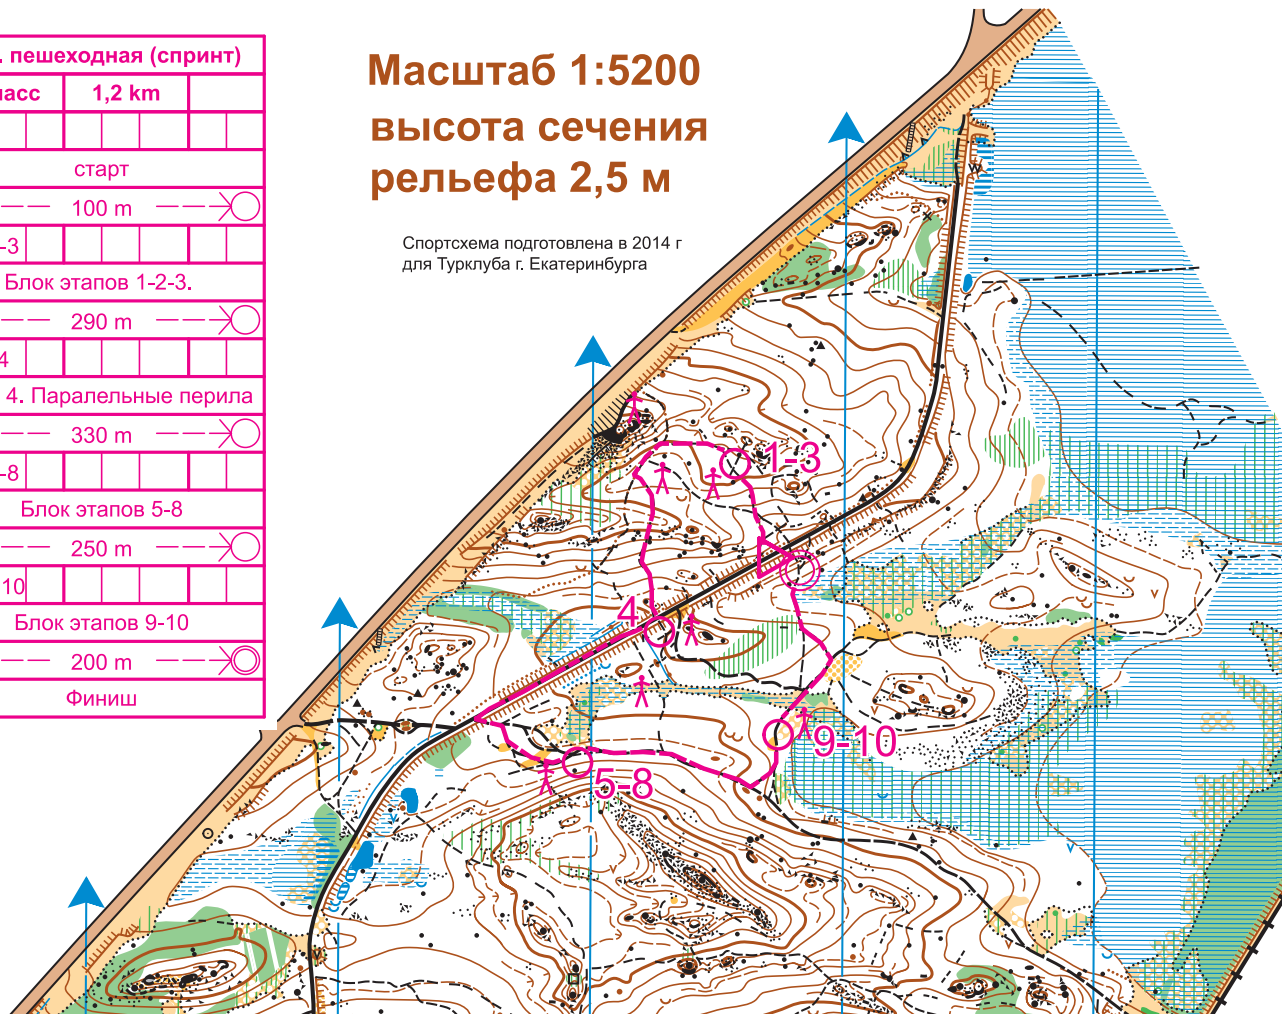 . пешеходная (спринт)
асс 1,2 km
старт
100 m
-3
Блок этапов 1-2-3.
290 m
4
4. Паралельные перила
330 m
-8
Блок этапов 5-8
250 m
10
Блок этапов 9-10
200 m
Финиш
Масштаб 1:5200
высота сечения
рельефа 2,5 м
Спортсхема подготовлена в 2014 г
для Турклуба г. Екатеринбурга
1-3
4
9-10
5-8